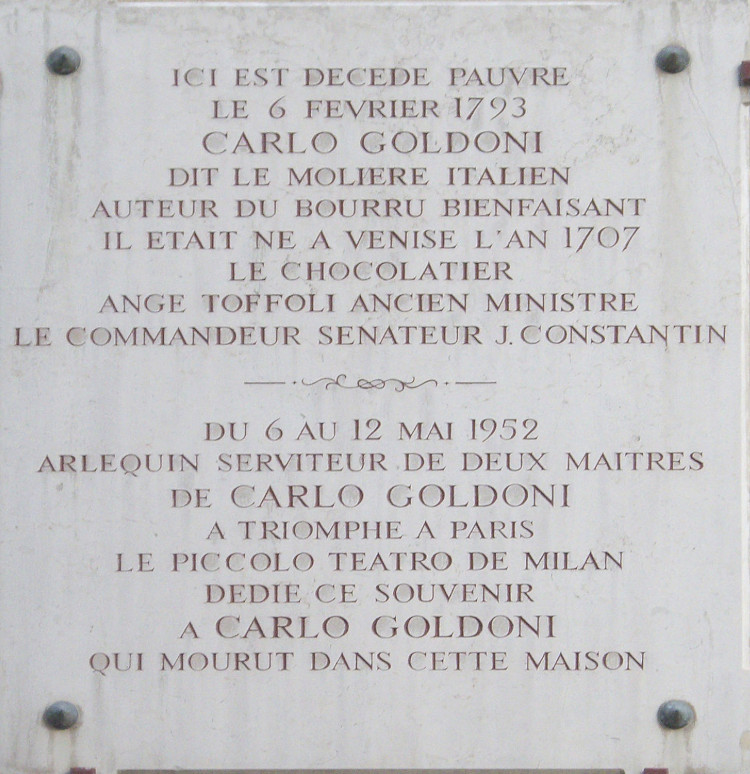 ICI EST DECEDE PAUVRE
LE 6 FEVRIER 1793
CARLO GOLDONI
DIT LE MOLIERE ITALIEN
AUTEUR DU BOURRU BIENFAISANT
IL ETAIT NE A VENISE L'AN 1707
LE CHOCOLATIER
ANGE TOFFOLI ANCIEN MINISTRE
LE COMMANDEUR SENATEUR J. CONSTANTIN
DU 6 AU 12 MAI 1952
ARLEQUIN SERVITEUR DE DEUX MAITRES
DE CARLO GOLDONI
A TRIOMPHE A PARIS
LE PICCOLO TEATRO DE MILAN
DEDIE CE SOUVENIR
A CARLO GOLDONI
QUI MOURUT DANS CETTE MAISON